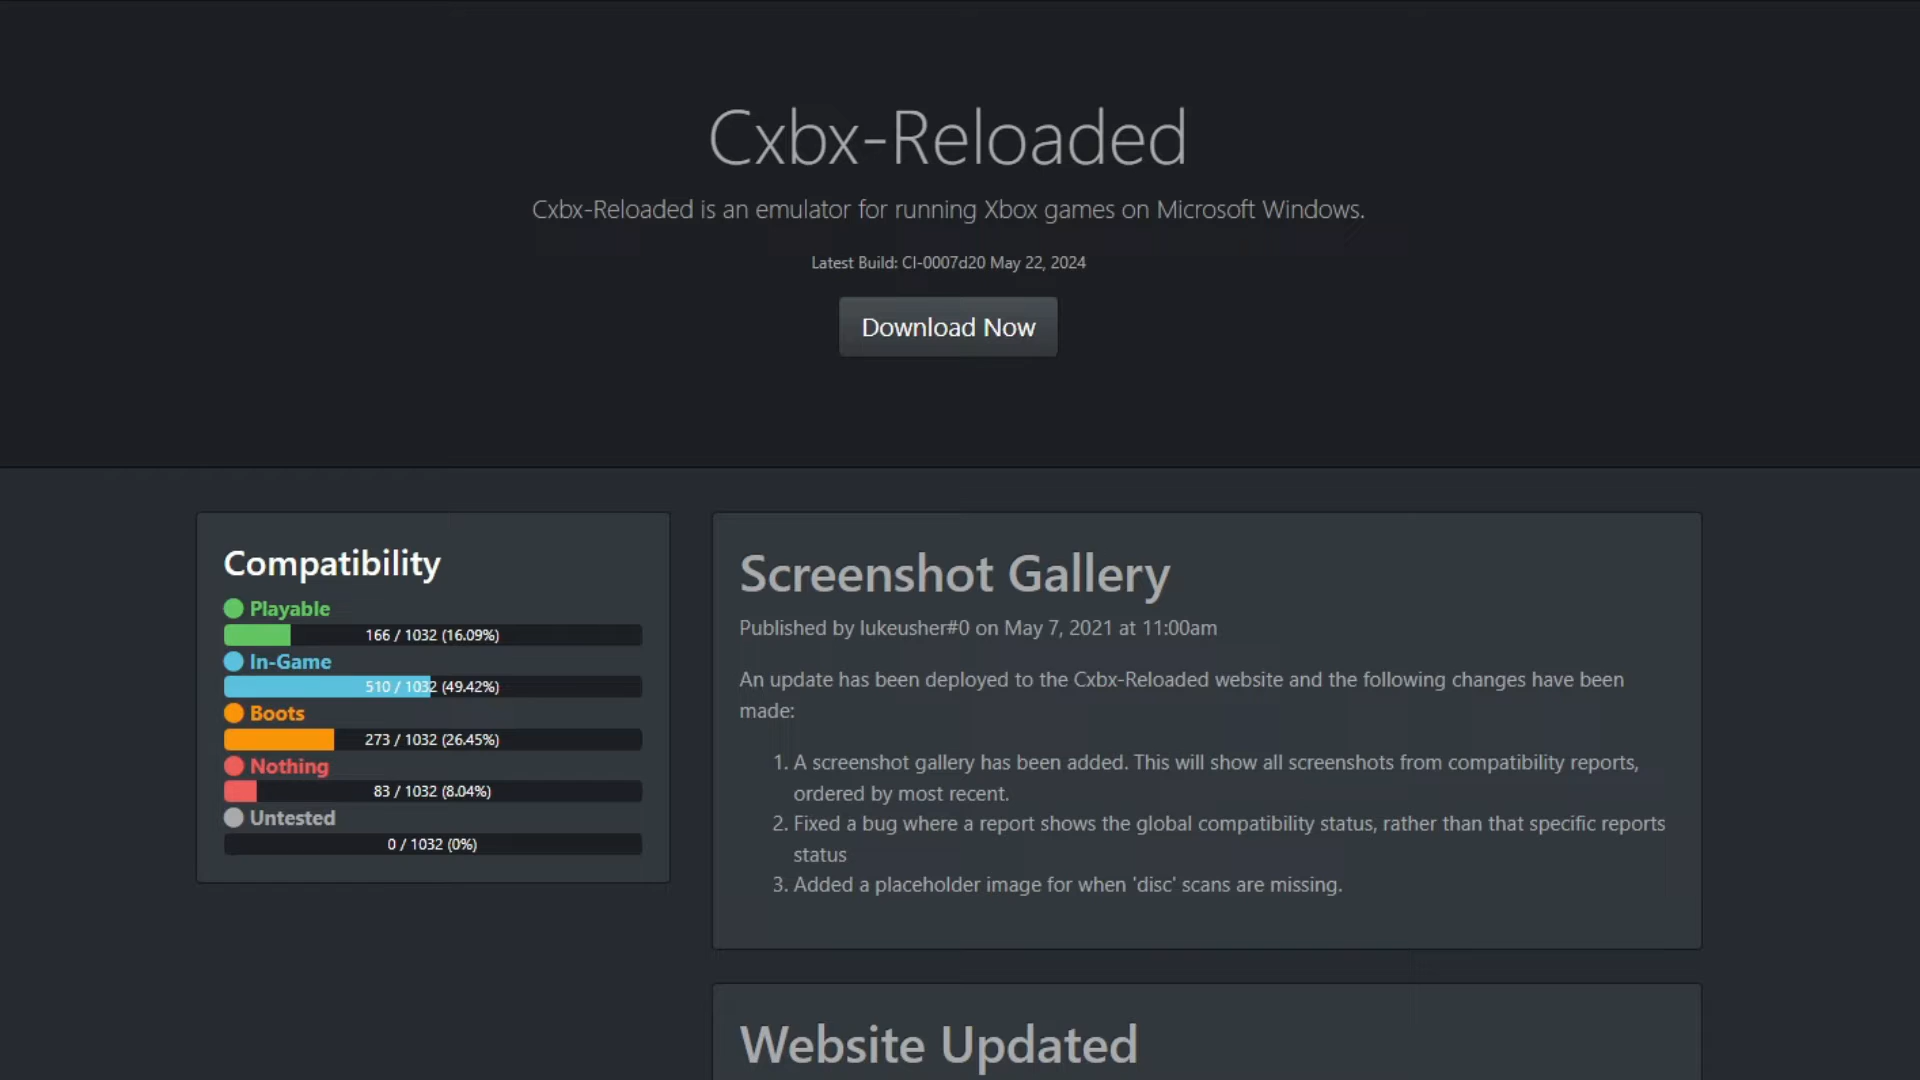 Cxbx-Reloaded
Cxbx-Reloaded is an emulator for running Xbox games on Microsoft Windows.
Latest Build: CI-0007d20 May 22, 2024
Download Now
Compatibility
Playable
166 / 1032 (16.09%)
In-Game
510 / 1032 (49.42%)
Boots
273 / 1032 (26.45%)
Nothing
83 / 1032 (8.04%)
Untested
0 / 1032 (0%)
Screenshot Gallery
Published by lukeusher#0 on May 7, 2021 at 11:00am
An update has been deployed to the Cxbx-Reloaded website and the following changes have been
made:
1. A screenshot gallery has been added. This will show all screenshots from compatibility reports,
ordered by most recent.
2. Fixed a bug where a report shows the global compatibility status, rather than that specific reports
status
3. Added a placeholder image for when 'disc' scans are missing.
Website Updated